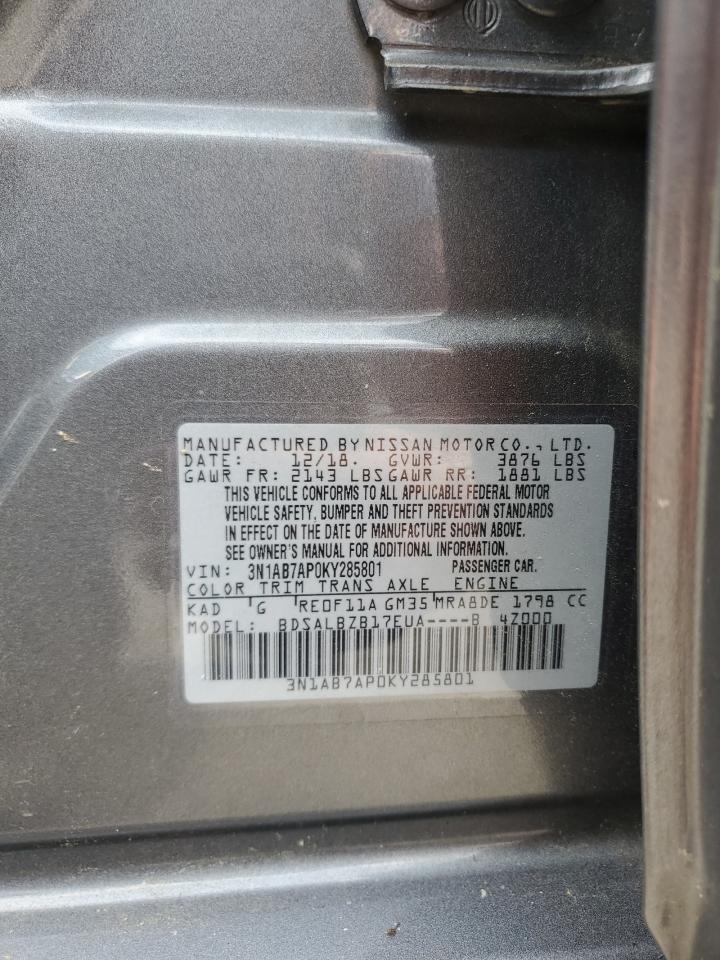 MANUFACTURED BY NISSAN MOTOR CO., LTD.
DATE: 12/18. GVWR: 3876 LBS
GAWR FR: 2143 LBS GAWR RR: 1881 LBS
THIS VEHICLE CONFORMS TO ALL APPLICABLE FEDERAL MOTOR
VEHICLE SAFETY, BUMPER AND THEFT PREVENTION STANDARDS
IN EFFECT ON THE DATE OF MANUFACTURE SHOWN ABOVE.
SEE OWNER'S MANUAL FOR ADDITIONAL INFORMATION.
VIN: 3N1AB7AP0KY285801 PASSENGER CAR.
COLOR TRIM TRANS AXLE ENGINE
KAD G RE0F11A GM35 MRA8DE 1798 CC
MODEL: BDSALBZB17EUA----B 4Z000
3N1AB7AP0KY285801